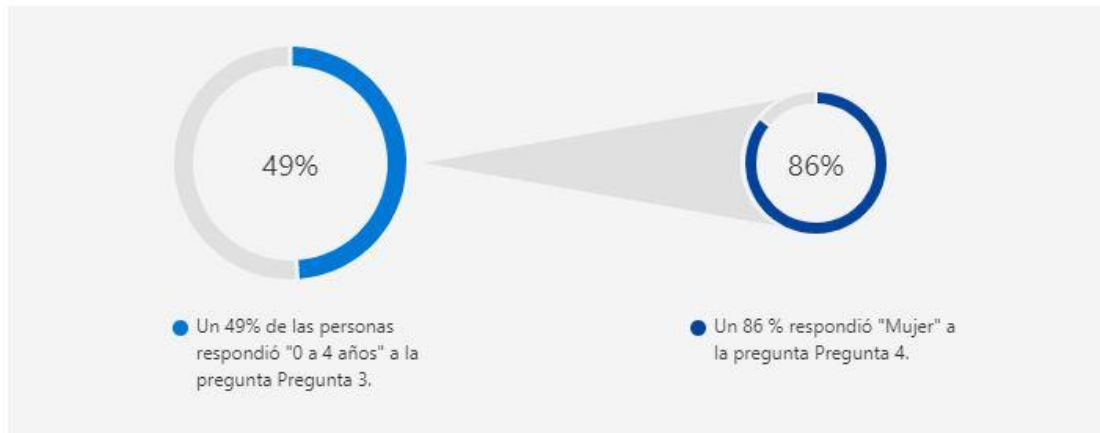 49%
86%
Un 49% de las personas
respondió "0 a 4 años" a la
pregunta Pregunta 3.
Un 86 % respondió "Mujer" a
la pregunta Pregunta 4.